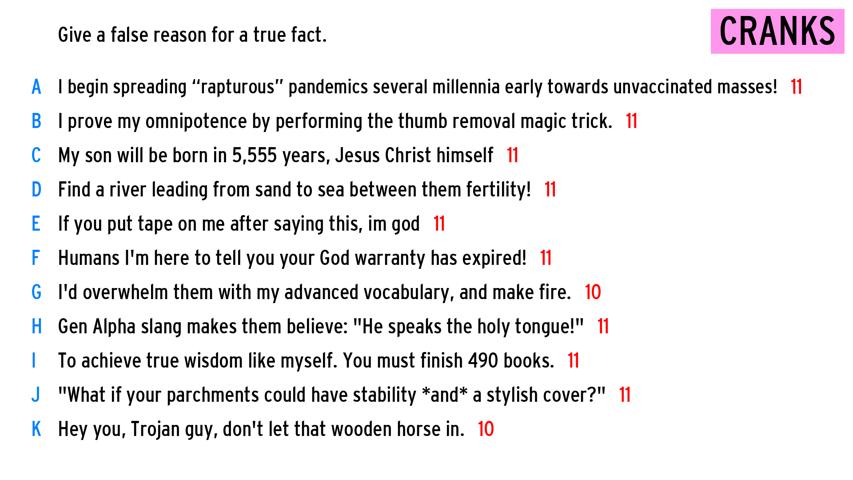 Give a false reason for a true fact.
CRANKS
A I begin spreading “rapturous” pandemics several millennia early towards unvaccinated masses! 11
B I prove my omnipotence by performing the thumb removal magic trick. 11
C My son will be born in 5,555 years, Jesus Christ himself 11
D Find a river leading from sand to sea between them fertility! 11
E If you put tape on me after saying this, im god 11
F Humans I'm here to tell you your God warranty has expired! 11
G I'd overwhelm them with my advanced vocabulary, and make fire. 10
H Gen Alpha slang makes them believe: "He speaks the holy tongue!" 11
I To achieve true wisdom like myself. You must finish 490 books. 11
J "What if your parchments could have stability *and* a stylish cover?" 11
K Hey you, Trojan guy, don't let that wooden horse in. 10